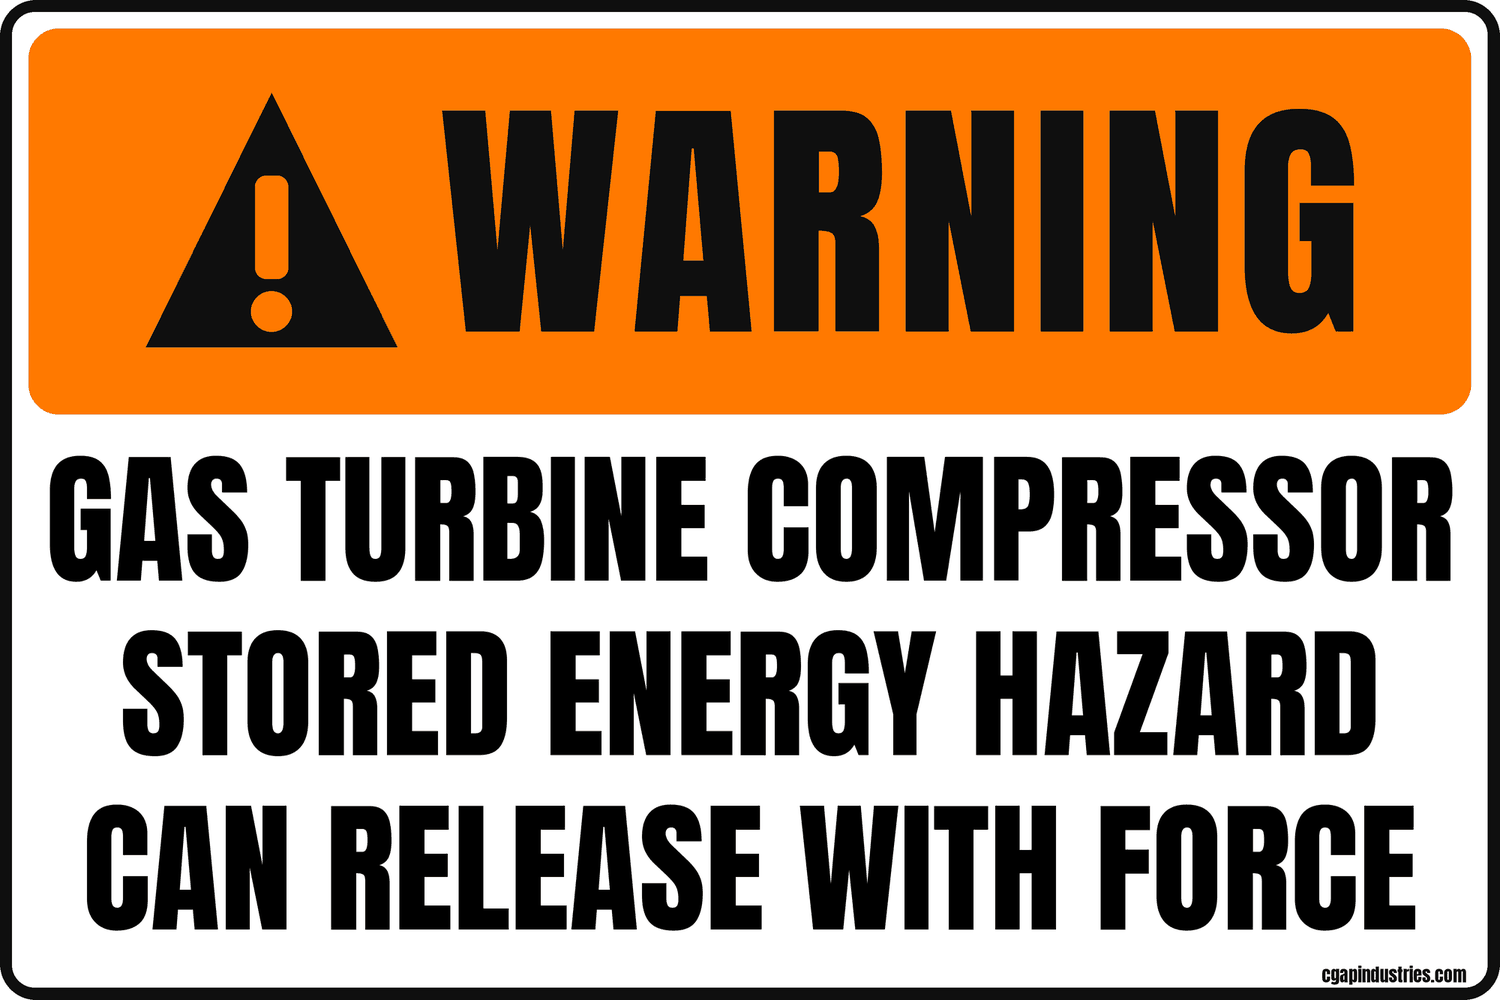 WARNING
GAS TURBINE COMPRESSOR
STORED ENERGY HAZARD
CAN RELEASE WITH FORCE
cgapindustries.com